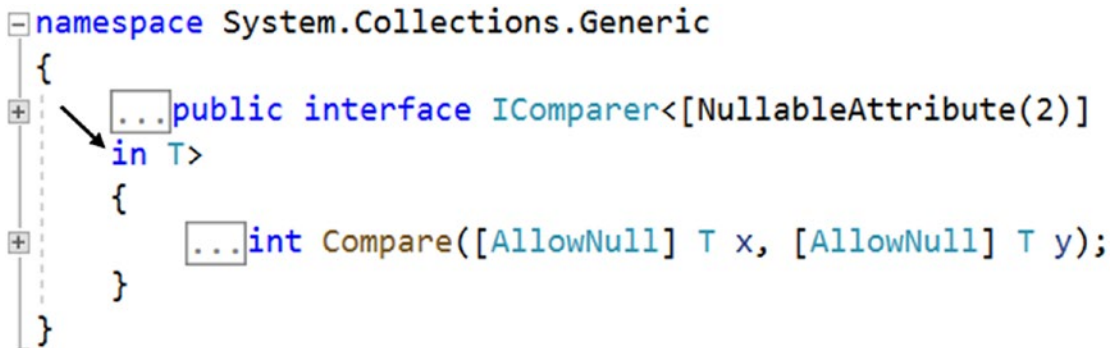 namespace System.Collections.Generic
{
...public interface IComparer<[NullableAttribute(2)]
in T>
{
...int Compare([AllowNull] T x, [AllowNull] T y);
}
}